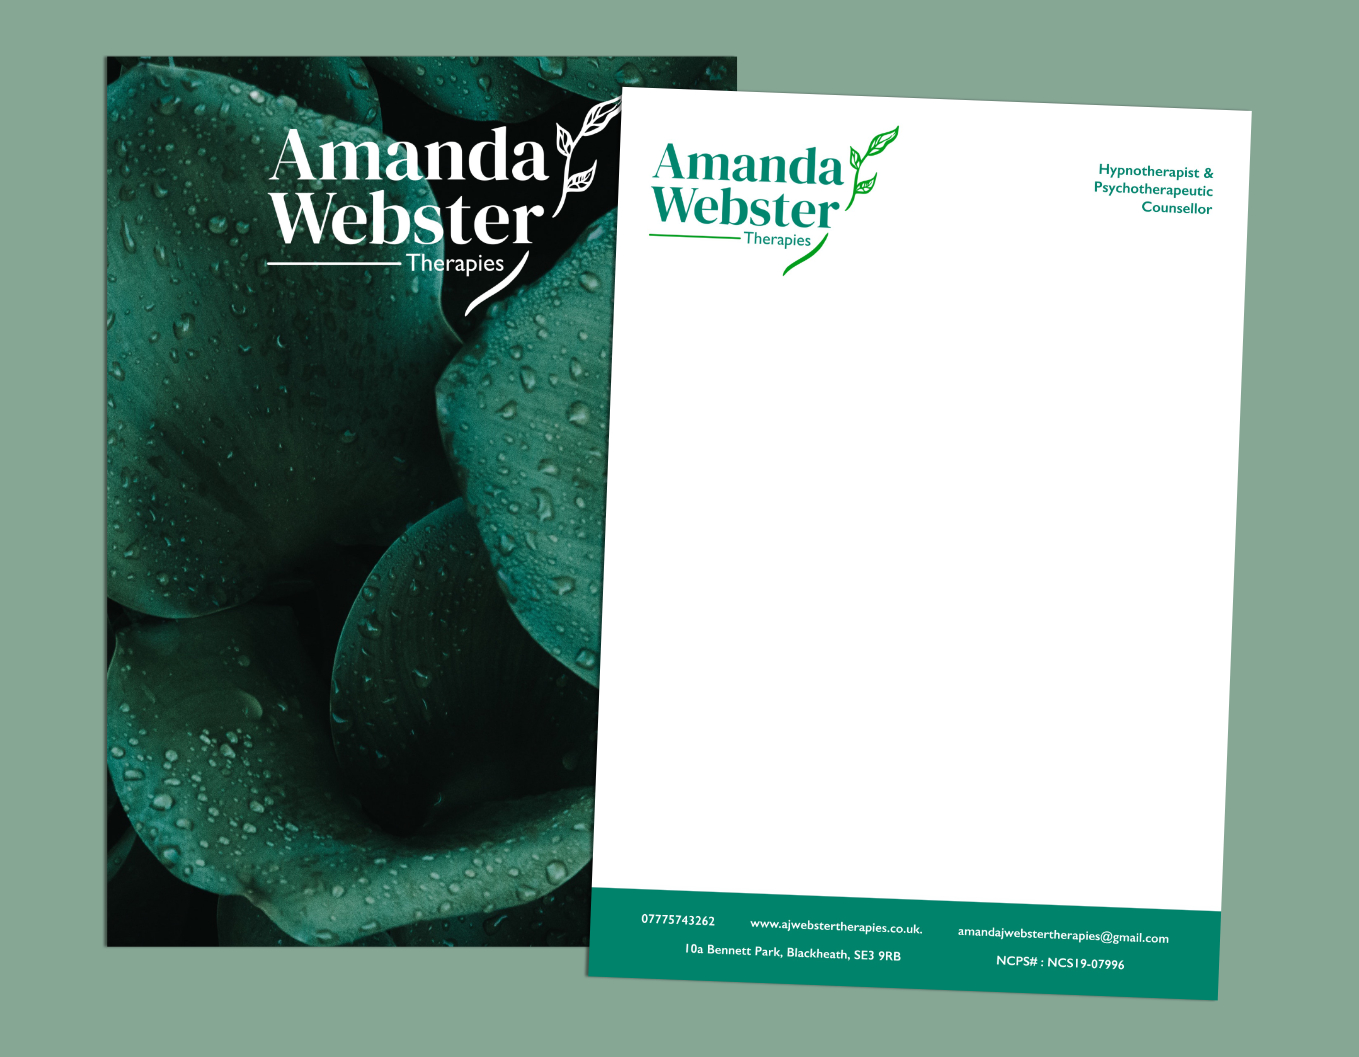 Amanda
Webster
Therapies
Amanda
Webster
Therapies
Hypnotherapist &
Psychotherapeutic
Counsellor
07775743262 www.ajwebstertherapies.co.uk. amandajwebstertherapies@gmail.com
10a Bennett Park, Blackheath, SE3 9RB NCPS# : NCS19-07996